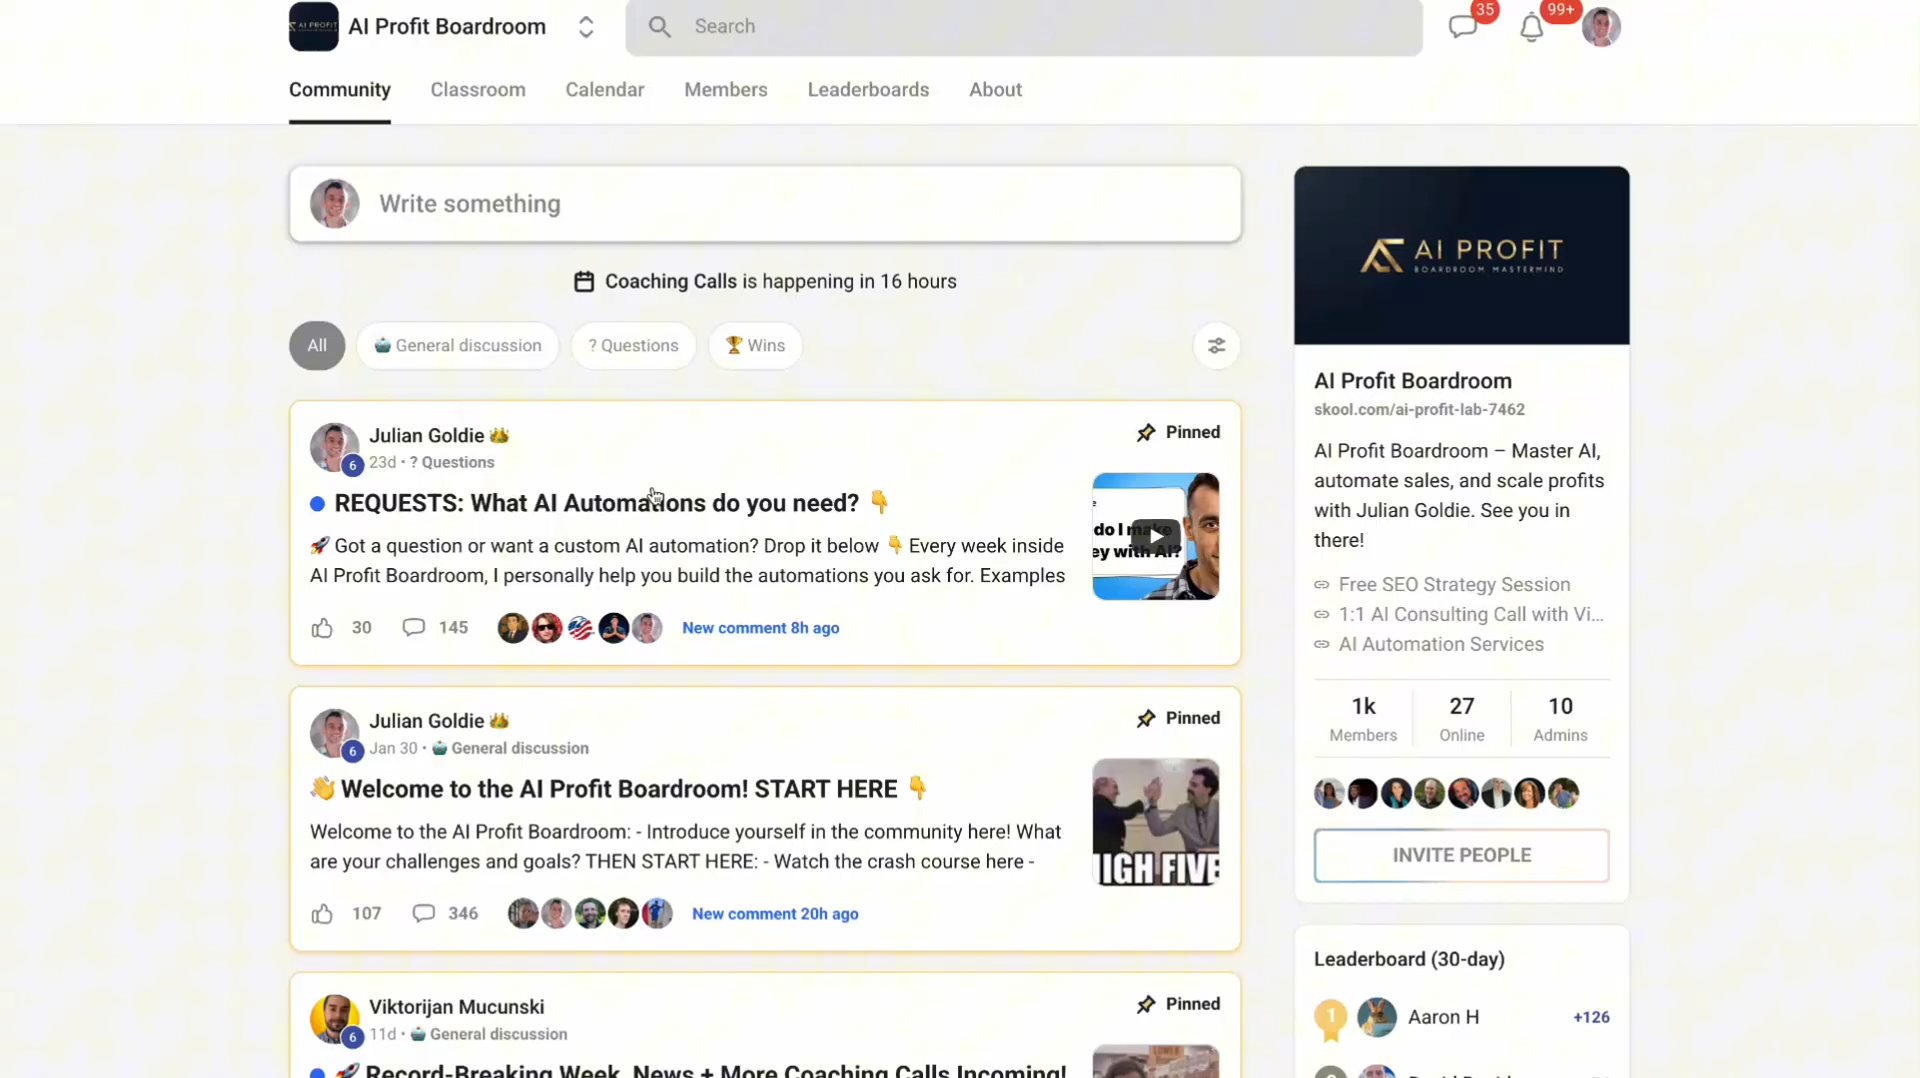 AI PROFIT
AI Profit Boardroom
Search
35
99+
Community
Classroom
Calendar
Members
Leaderboards
About
Write something
Coaching Calls is happening in 16 hours
All
General discussion
? Questions
Wins
Julian Goldie
Pinned
6
23d • ? Questions
REQUESTS: What AI Automations do you need?
🚀 Got a question or want a custom AI automation? Drop it below 👇 Every week inside
AI Profit Boardroom, I personally help you build the automations you ask for. Examples
do I make
ey with AI?
30
145
New comment 8h ago
Julian Goldie
Pinned
6
Jan 30 • General discussion
👋 Welcome to the AI Profit Boardroom! START HERE 👇
Welcome to the AI Profit Boardroom: - Introduce yourself in the community here! What
are your challenges and goals? THEN START HERE: - Watch the crash course here -
HIGH FIVE
107
346
New comment 20h ago
Viktorijan Mucunski
Pinned
6
11d • General discussion
🚀 Record-Breaking Week, News + More Coaching Calls Incoming!
AI PROFIT
BOARDROOM MASTERMIND
AI Profit Boardroom
skool.com/ai-profit-lab-7462
AI Profit Boardroom – Master AI,
automate sales, and scale profits
with Julian Goldie. See you in
there!
Free SEO Strategy Session
1:1 AI Consulting Call with Vi...
AI Automation Services
1k
Members
27
Online
10
Admins
INVITE PEOPLE
Leaderboard (30-day)
1
Aaron H
+126